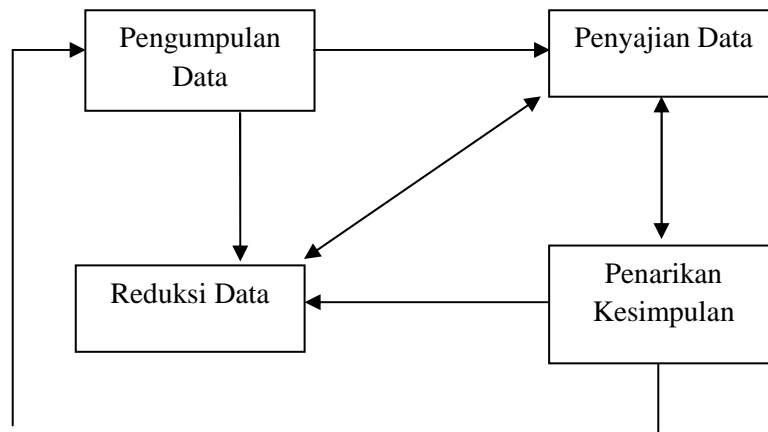 Pengumpulan
Data
Penyajian Data
Reduksi Data
Penarikan
Kesimpulan